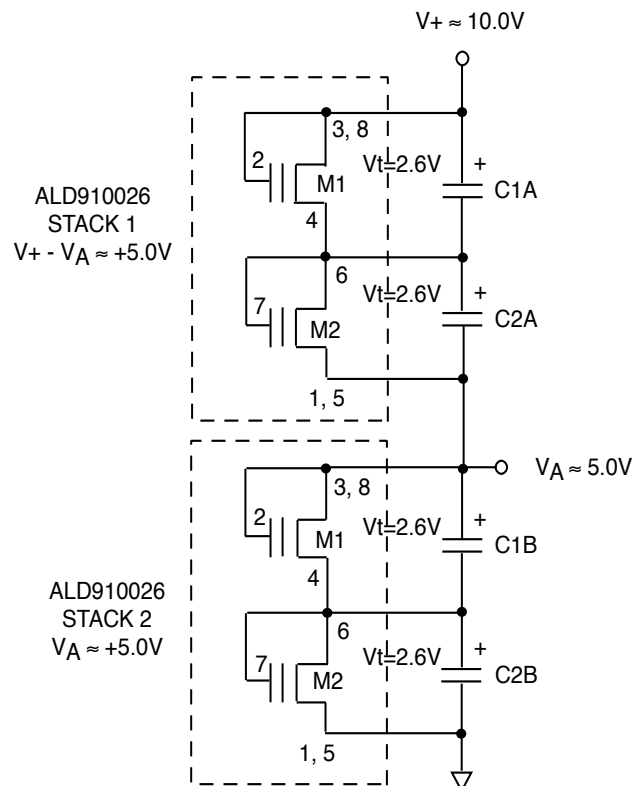 V+ ≈ 10.0V
3, 8
2
Vt=2.6V
+
M1
C1A
4
ALD910026
STACK 1
V+ - VA ≈ +5.0V
6
7
Vt=2.6V
+
M2
C2A
1, 5
VA ≈ 5.0V
3, 8
2
Vt=2.6V
+
M1
C1B
4
ALD910026
STACK 2
VA ≈ +5.0V
6
7
Vt=2.6V
+
M2
C2B
1, 5